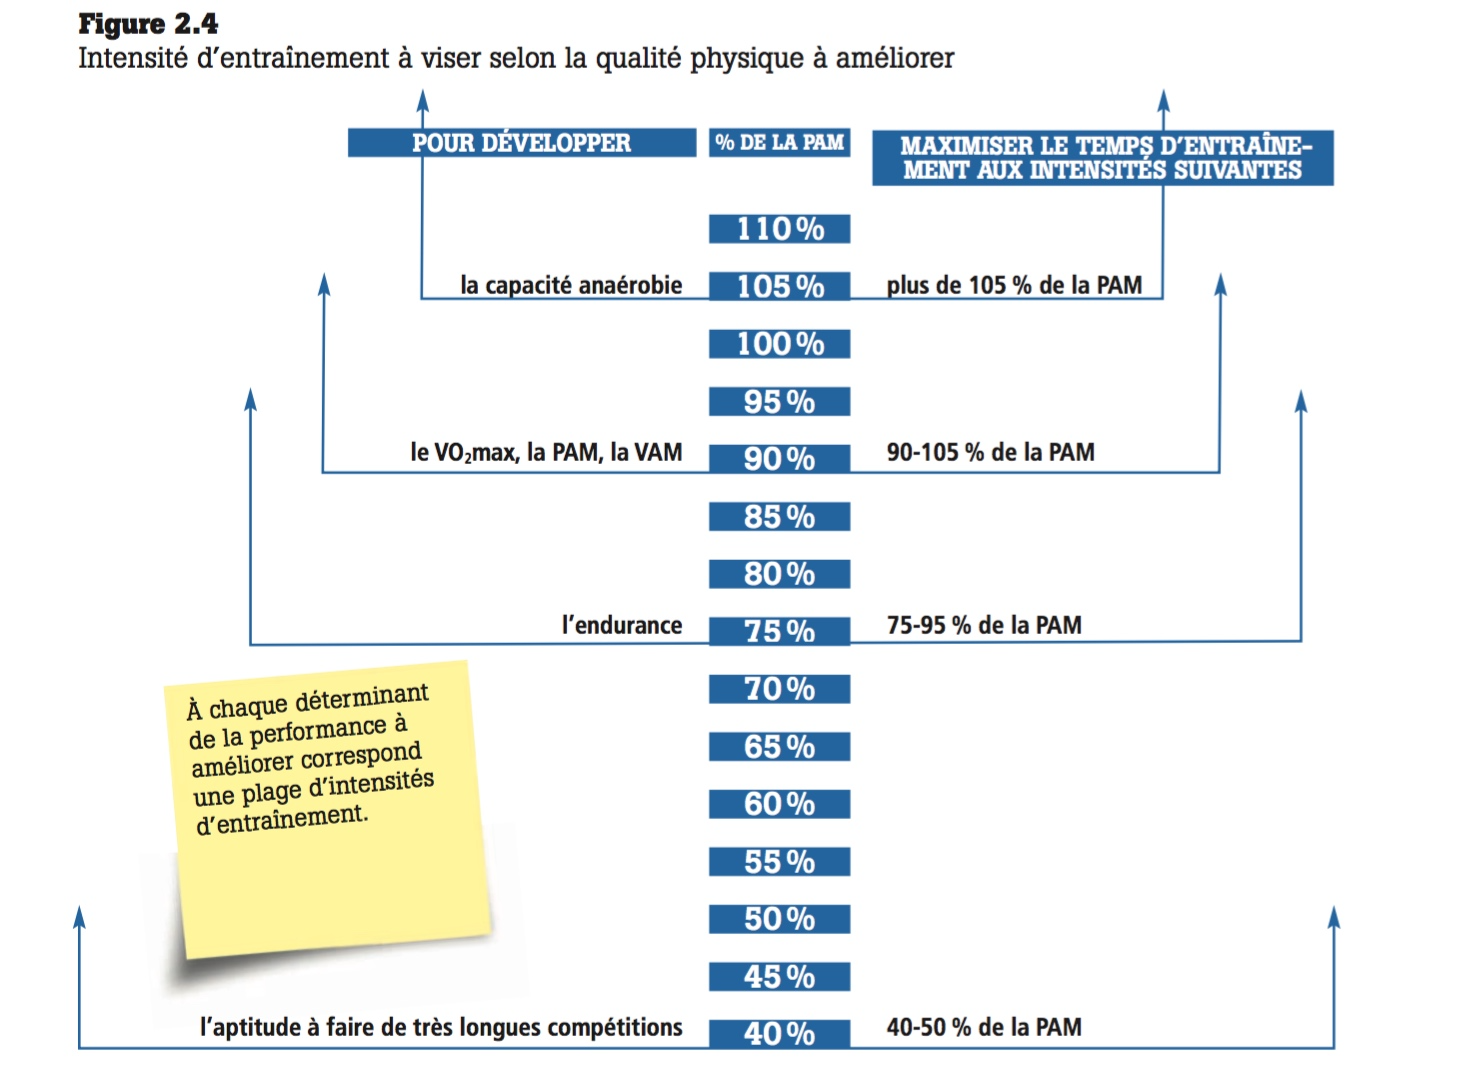 Figure 2.4
Intensité d'entraînement à viser selon la qualité physique à améliorer
POUR DÉVELOPPER
% DE LA PAM
MAXIMISER LE TEMPS D'ENTRAÎNE-
MENT AUX INTENSITÉS SUIVANTES
110 %
la capacité anaérobie 105 % plus de 105 % de la PAM
100 %
95 %
le VO₂max, la PAM, la VAM 90 % 90-105 % de la PAM
85 %
80 %
l'endurance 75 % 75-95 % de la PAM
70 %
65 %
60 %
55 %
50 %
45 %
l'aptitude à faire de très longues compétitions 40 % 40-50 % de la PAM
À chaque déterminant
de la performance à
améliorer correspond
une plage d'intensités
d'entraînement.